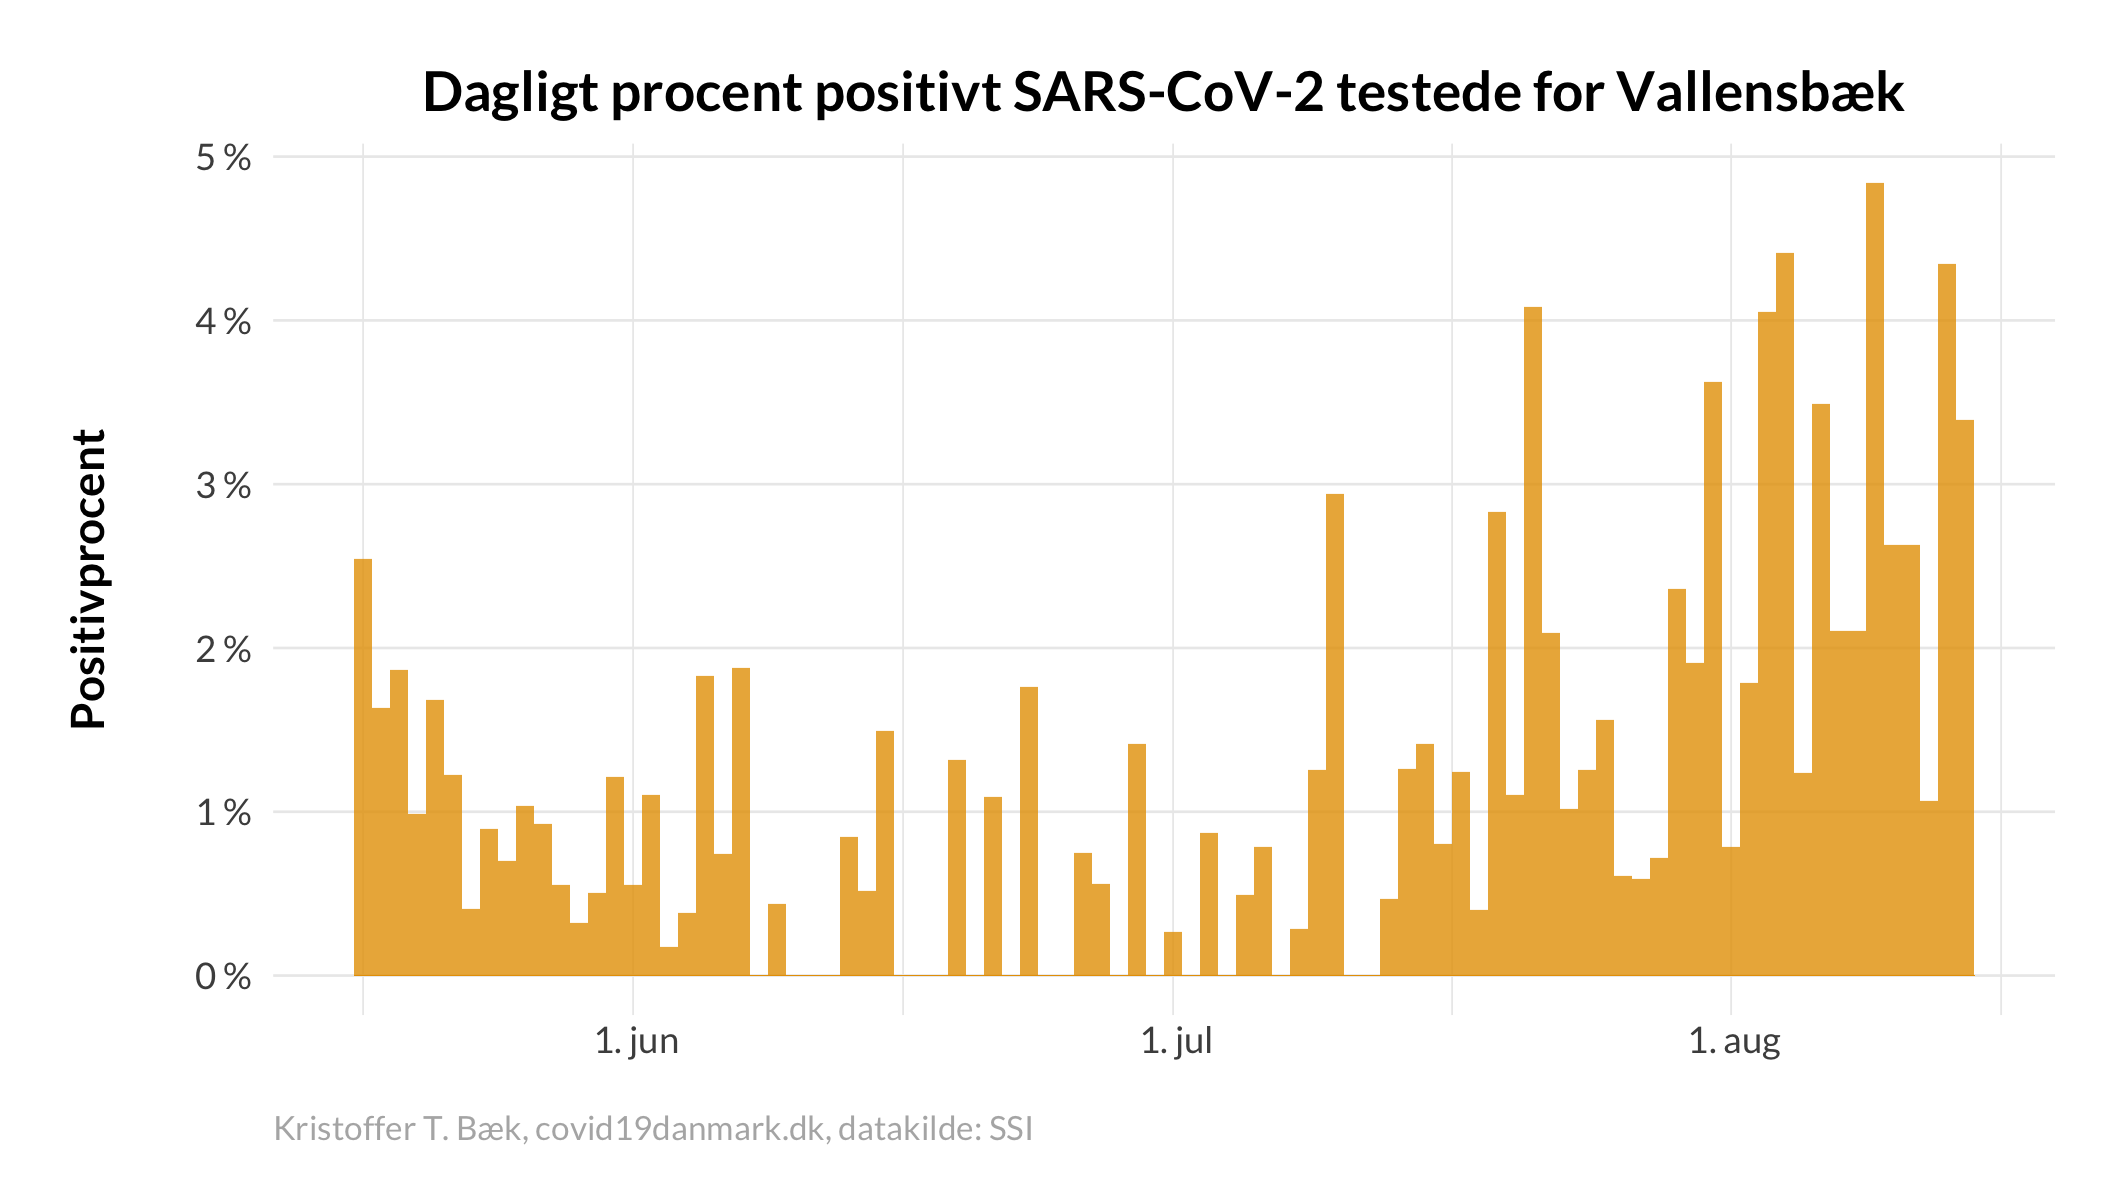 Dagligt procent positivt SARS-CoV-2 testede for Vallensbæk
Positivprocent
5 %
4 %
3 %
2 %
1 %
0 %
1. jun
1. jul
1. aug
Kristoffer T. Bæk, covid19danmark.dk, datakilde: SSI